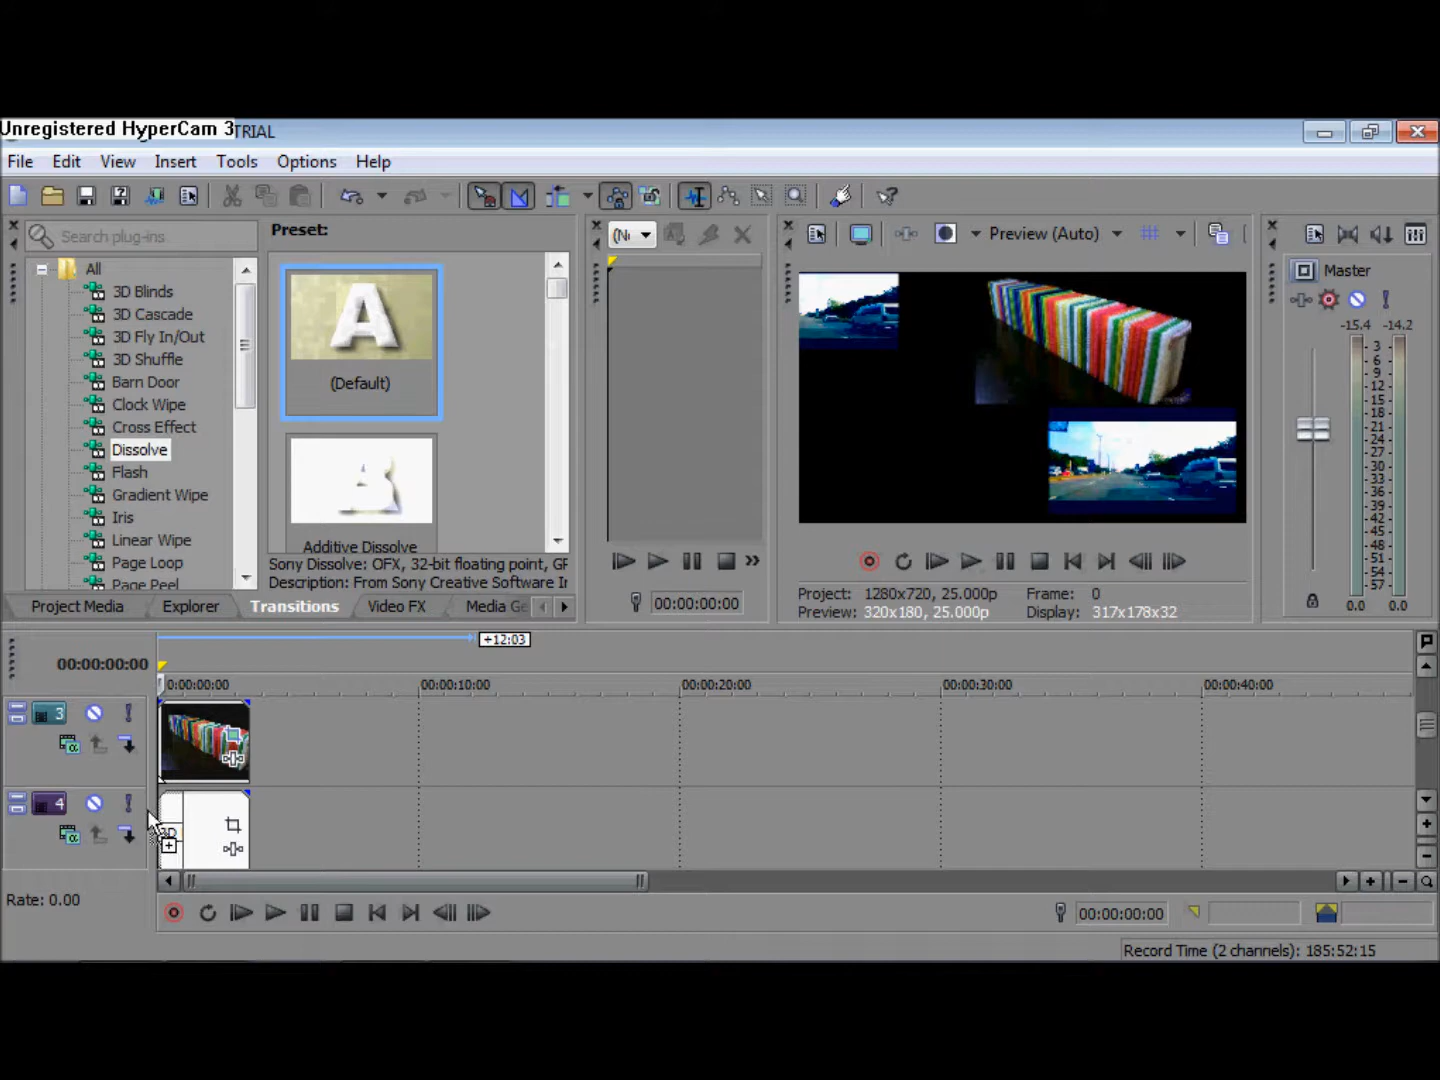 Unregistered HyperCam 3
TRIAL
File Edit View Insert Tools Options Help
Search plug-ins
All
3D Blinds
3D Cascade
3D Fly In/Out
3D Shuffle
Barn Door
Clock Wipe
Cross Effect
Dissolve
Flash
Gradient Wipe
Iris
Linear Wipe
Page Loop
Page Peel
Preset:
(Default)
Additive Dissolve
Sony Dissolve: OFX, 32-bit floating point, GF
Description: From Sony Creative Software In
Project Media Explorer Transitions Video FX Media Ge
00:00:00:00
Preview (Auto)
Project: 1280x720, 25.000p
Preview: 320x180, 25.000p
Frame: 0
Display: 317x178x32
Master
-15.4 -14.2
3
6
9
12
15
18
21
24
27
30
33
36
39
42
45
48
51
54
57
0.0 0.0
+12:03
00:00:00:00
0:00:00:00 00:00:10:00 00:00:20:00 00:00:30:00 00:00:40:00
3
4
3D
Rate: 0.00
00:00:00:00
Record Time (2 channels): 185:52:15